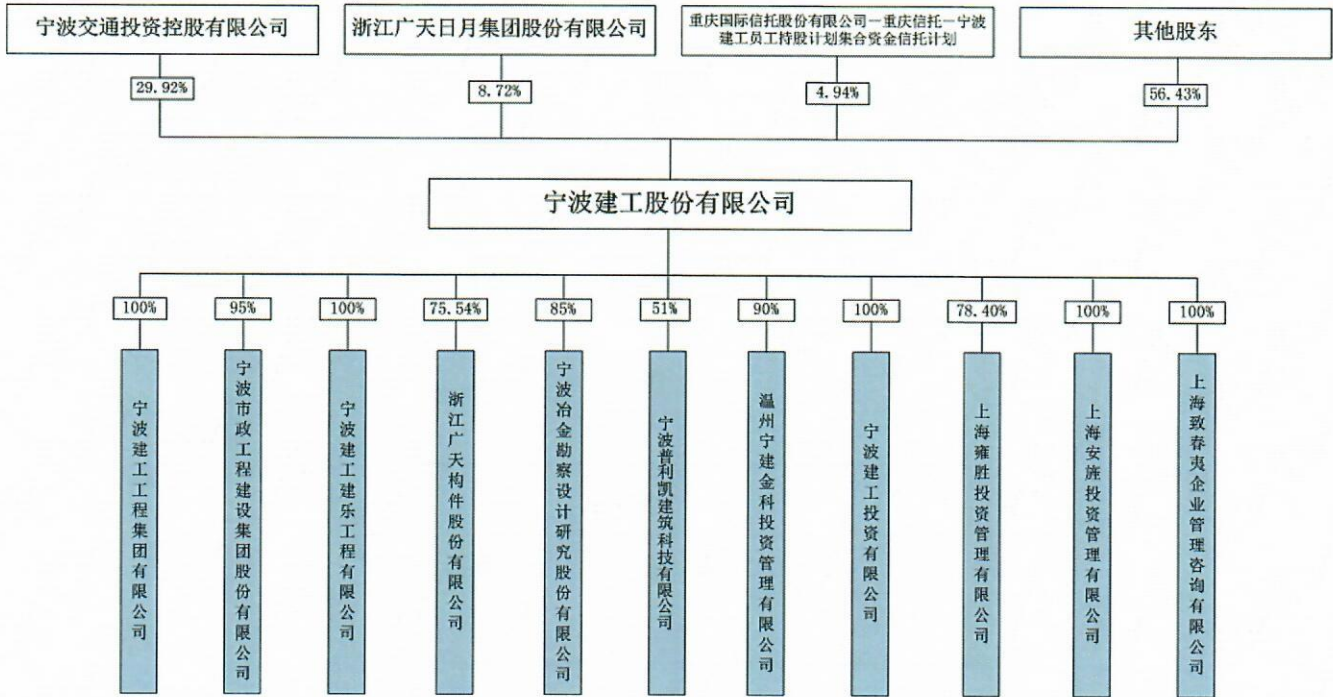 宁波交通投资控股有限公司
浙江广天日月集团股份有限公司
重庆国际信托股份有限公司－重庆信托－宁波
建工员工持股计划集合资金信托计划
其他股东
29.92%
8.72%
4.94%
56.43%
宁波建工股份有限公司
100%
95%
100%
75.54%
85%
51%
90%
100%
78.40%
100%
100%
宁波建工工程集团有限公司
宁波市政工程建设集团股份有限公司
宁波建工建乐工程有限公司
浙江广天构件股份有限公司
宁波冶金勘察设计研究股份有限公司
宁波普利凯建筑科技有限公司
温州宁建金科投资管理有限公司
宁波建工投资有限公司
上海雍胜投资管理有限公司
上海安旌投资管理有限公司
上海致春夷企业管理咨询有限公司